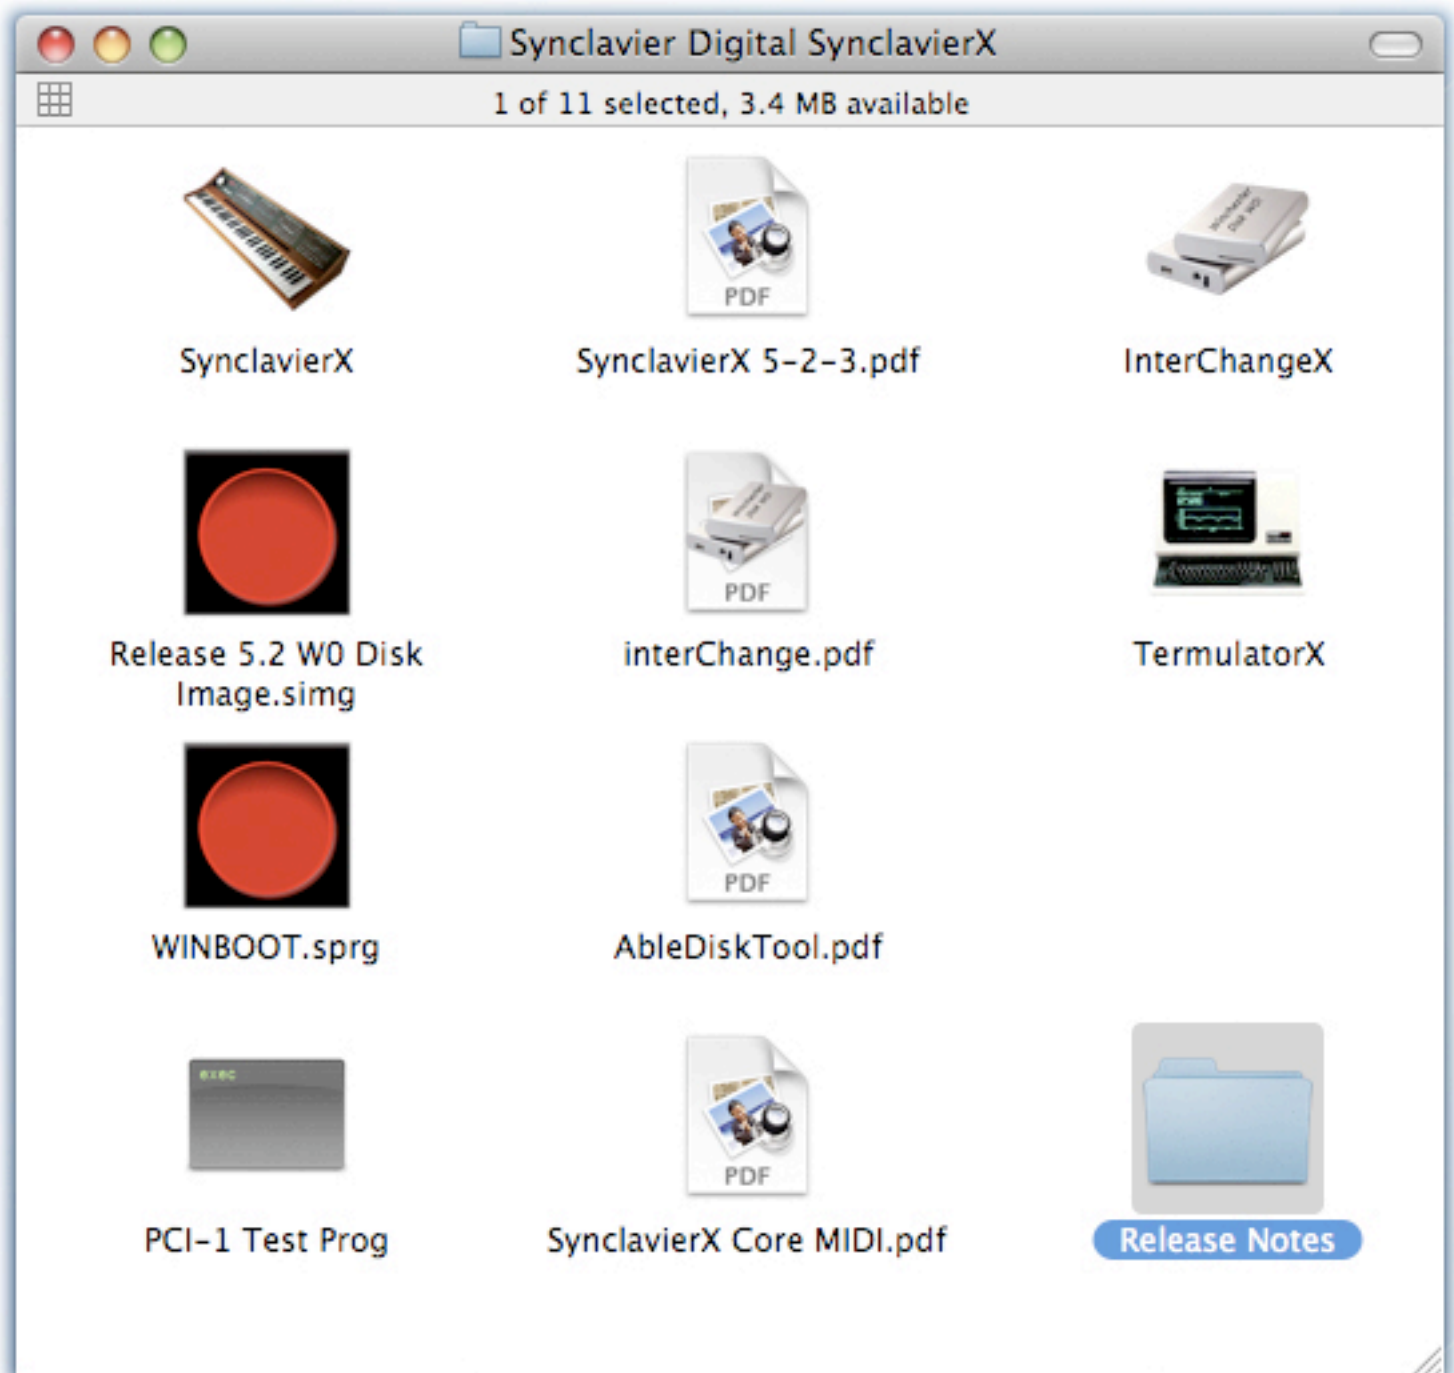 Synclavier Digital SynclavierX
1 of 11 selected, 3.4 MB available
PDF
SynclavierX
SynclavierX 5-2-3.pdf
InterChangeX
PDF
Release 5.2 W0 Disk
Image.simg
interChange.pdf
TermulatorX
PDF
WINBOOT.sprg
AbleDiskTool.pdf
exec
PDF
PCI-1 Test Prog
SynclavierX Core MIDI.pdf
Release Notes